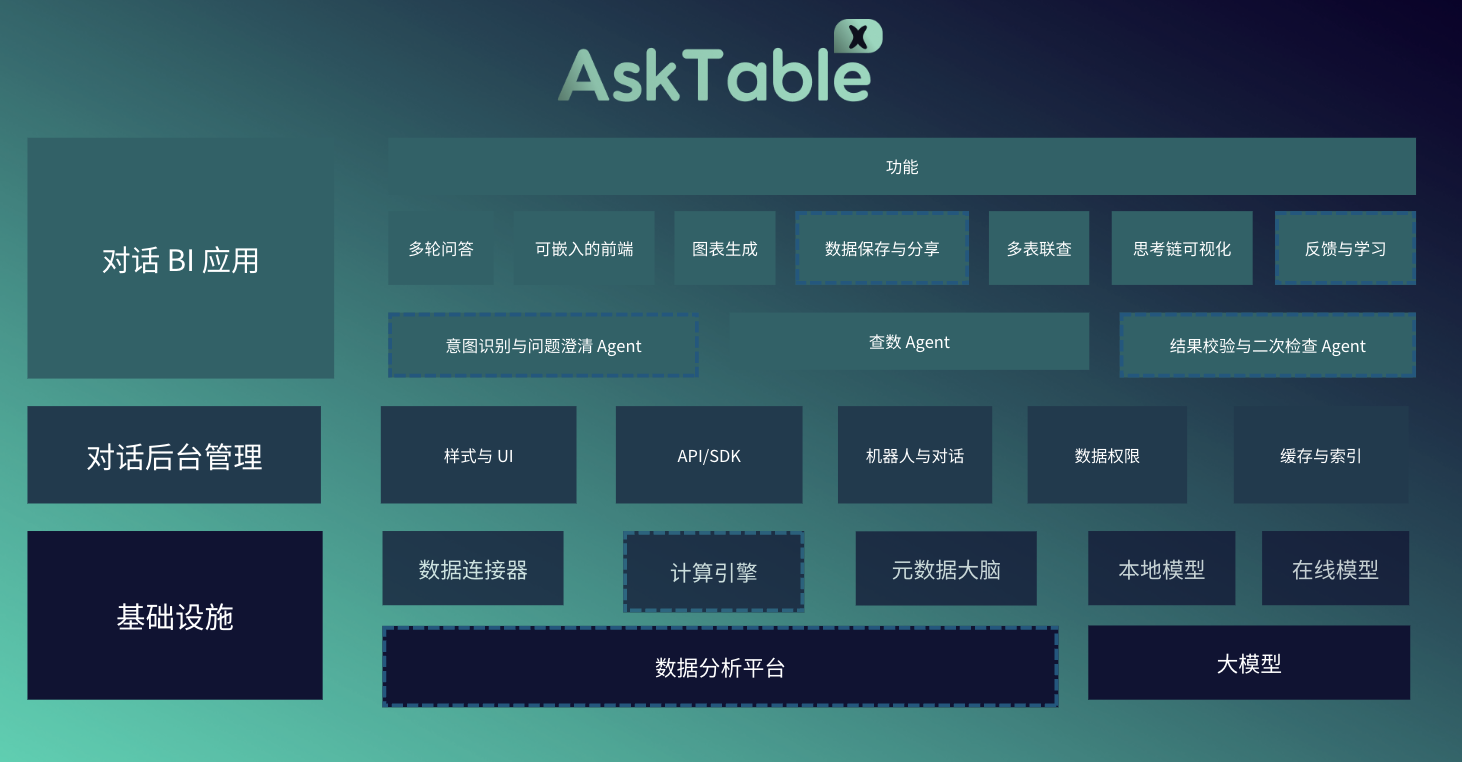 AskTable
对话 BI 应用
功能
多轮问答
可嵌入的前端
图表生成
数据保存与分享
多表联查
思考链可视化
反馈与学习
意图识别与问题澄清 Agent
查数 Agent
结果校验与二次检查 Agent
对话后台管理
样式与 UI
API/SDK
机器人与对话
数据权限
缓存与索引
基础设施
数据连接器
计算引擎
元数据大脑
本地模型
在线模型
数据分析平台
大模型